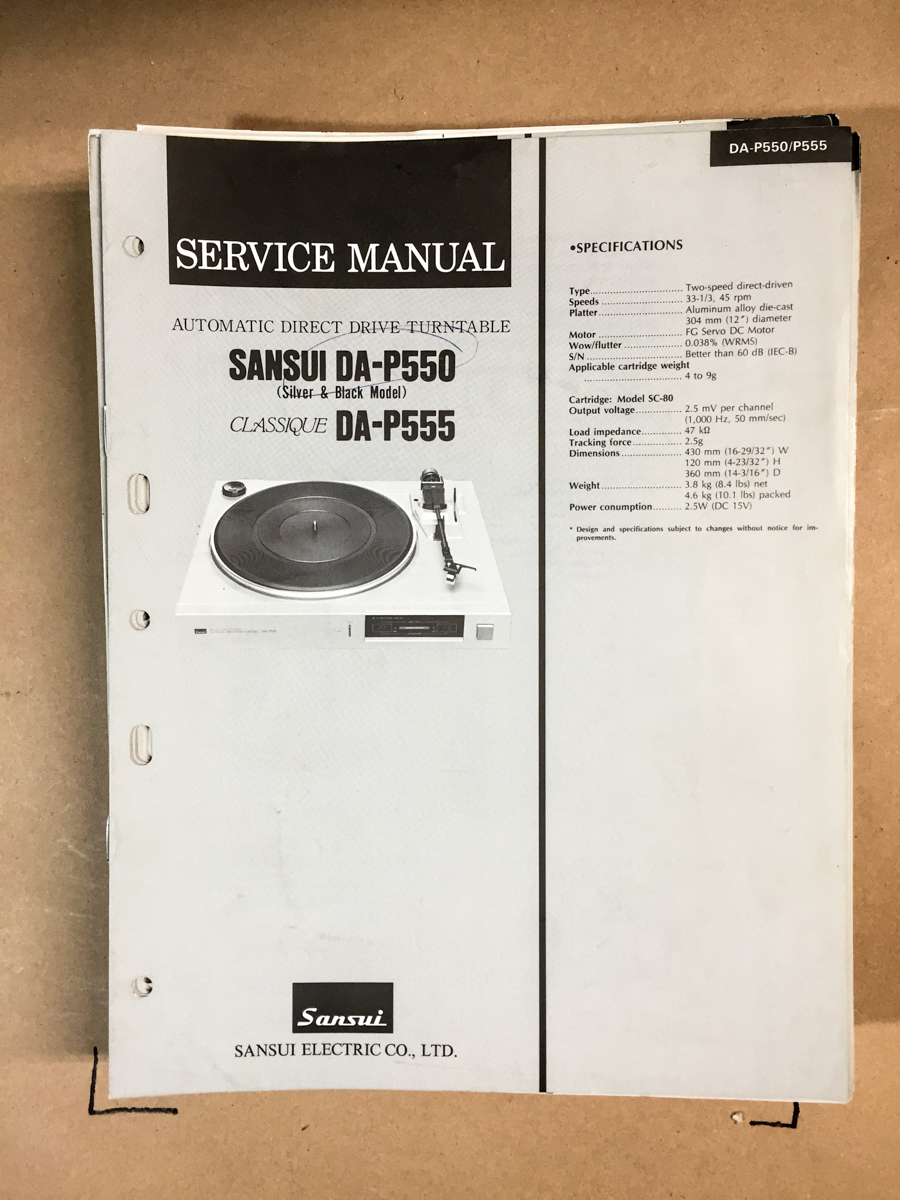 DA-P550/P555
SERVICE MANUAL
AUTOMATIC DIRECT DRIVE TURNTABLE
SANSUI DA-P550
(Silver & Black Model)
CLASSIQUE DA-P555
Sansui
SANSUI ELECTRIC CO., LTD.
•SPECIFICATIONS
Type.............................. Two-speed direct-driven
Speeds .......................... 33-1/3, 45 rpm
Platter........................... Aluminum alloy die-cast
304 mm (12″) diameter
Motor ........................... FG Servo DC Motor
Wow/flutter .................. 0.038% (WRMS)
S/N .............................. Better than 60 dB (IEC-B)
Applicable cartridge weight
............................... 4 to 9g
Cartridge: Model SC-80
Output voltage............... 2.5 mV per channel
(1,000 Hz, 50 mm/sec)
Load impedance............. 47 kΩ
Tracking force................ 2.5g
Dimensions ................... 430 mm (16-29/32″) W
120 mm (4-23/32″) H
360 mm (14-3/16″) D
Weight .......................... 3.8 kg (8.4 lbs) net
4.6 kg (10.1 lbs) packed
Power conumption.......... 2.5W (DC 15V)
* Design and specifications subject to changes without notice for im-
provements.